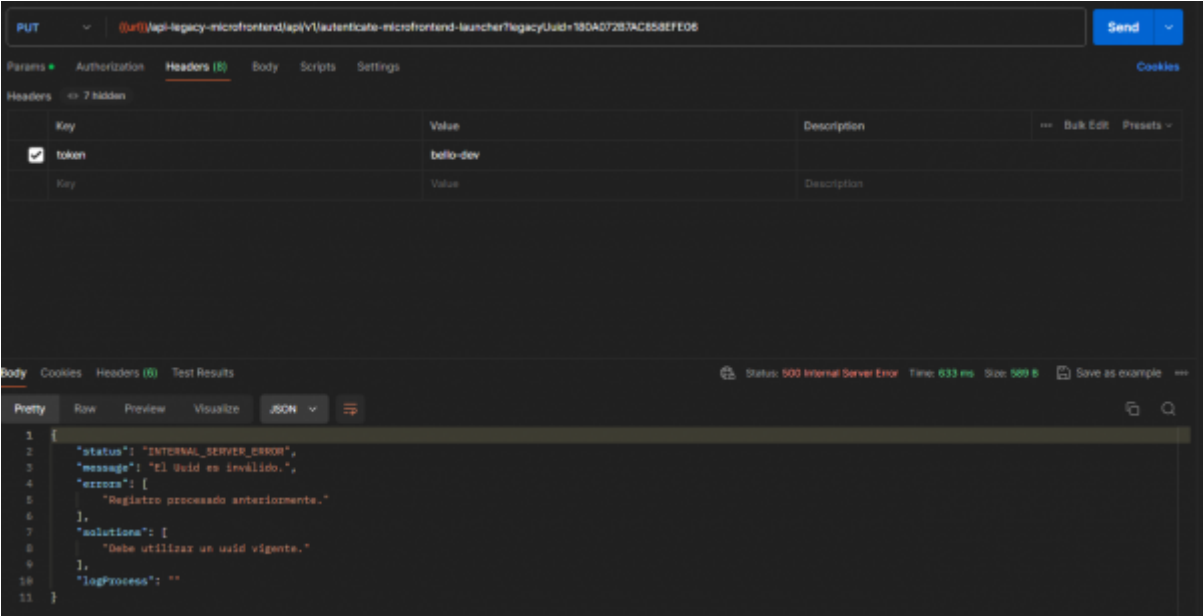 PUT
{{url}}/api-legacy-microfrontend/api/v1/autenticate-microfrontend-launcher?legacyUuid=180A072B7AC858EFE06
Send
Params Authorization Headers (8) Body Scripts Settings Cookies
Headers 7 hidden
Key Value Description ••• Bulk Edit Presets
token bello-dev
Key Value Description
Body Cookies Headers (6) Test Results Status: 500 Internal Server Error Time: 633 ms Size: 589 B Save as example •••
Pretty Raw Preview Visualize JSON
1 {
2 "status": "INTERNAL_SERVER_ERROR",
3 "message": "El Uuid es inválido.",
4 "errors": [
5 "Registro procesado anteriormente."
6 ],
7 "solutions": [
8 "Debe utilizar un uuid vigente."
9 ],
10 "logProcess": ""
11 }